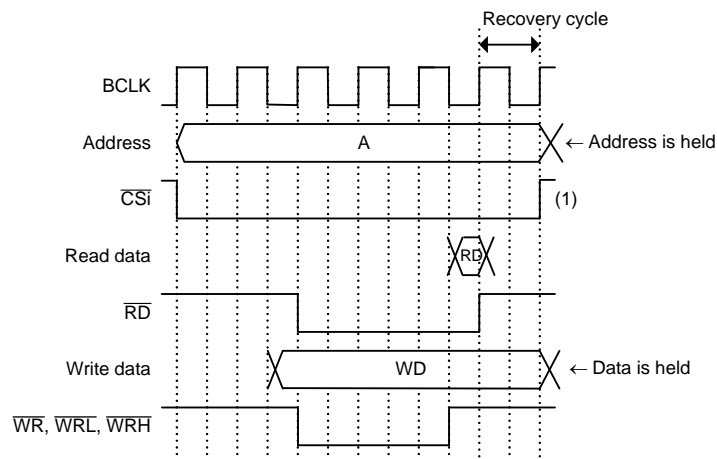 Recovery cycle
BCLK
Address A ← Address is held
CSi (1)
Read data RD
RD
Write data WD ← Data is held
WR, WRL, WRH